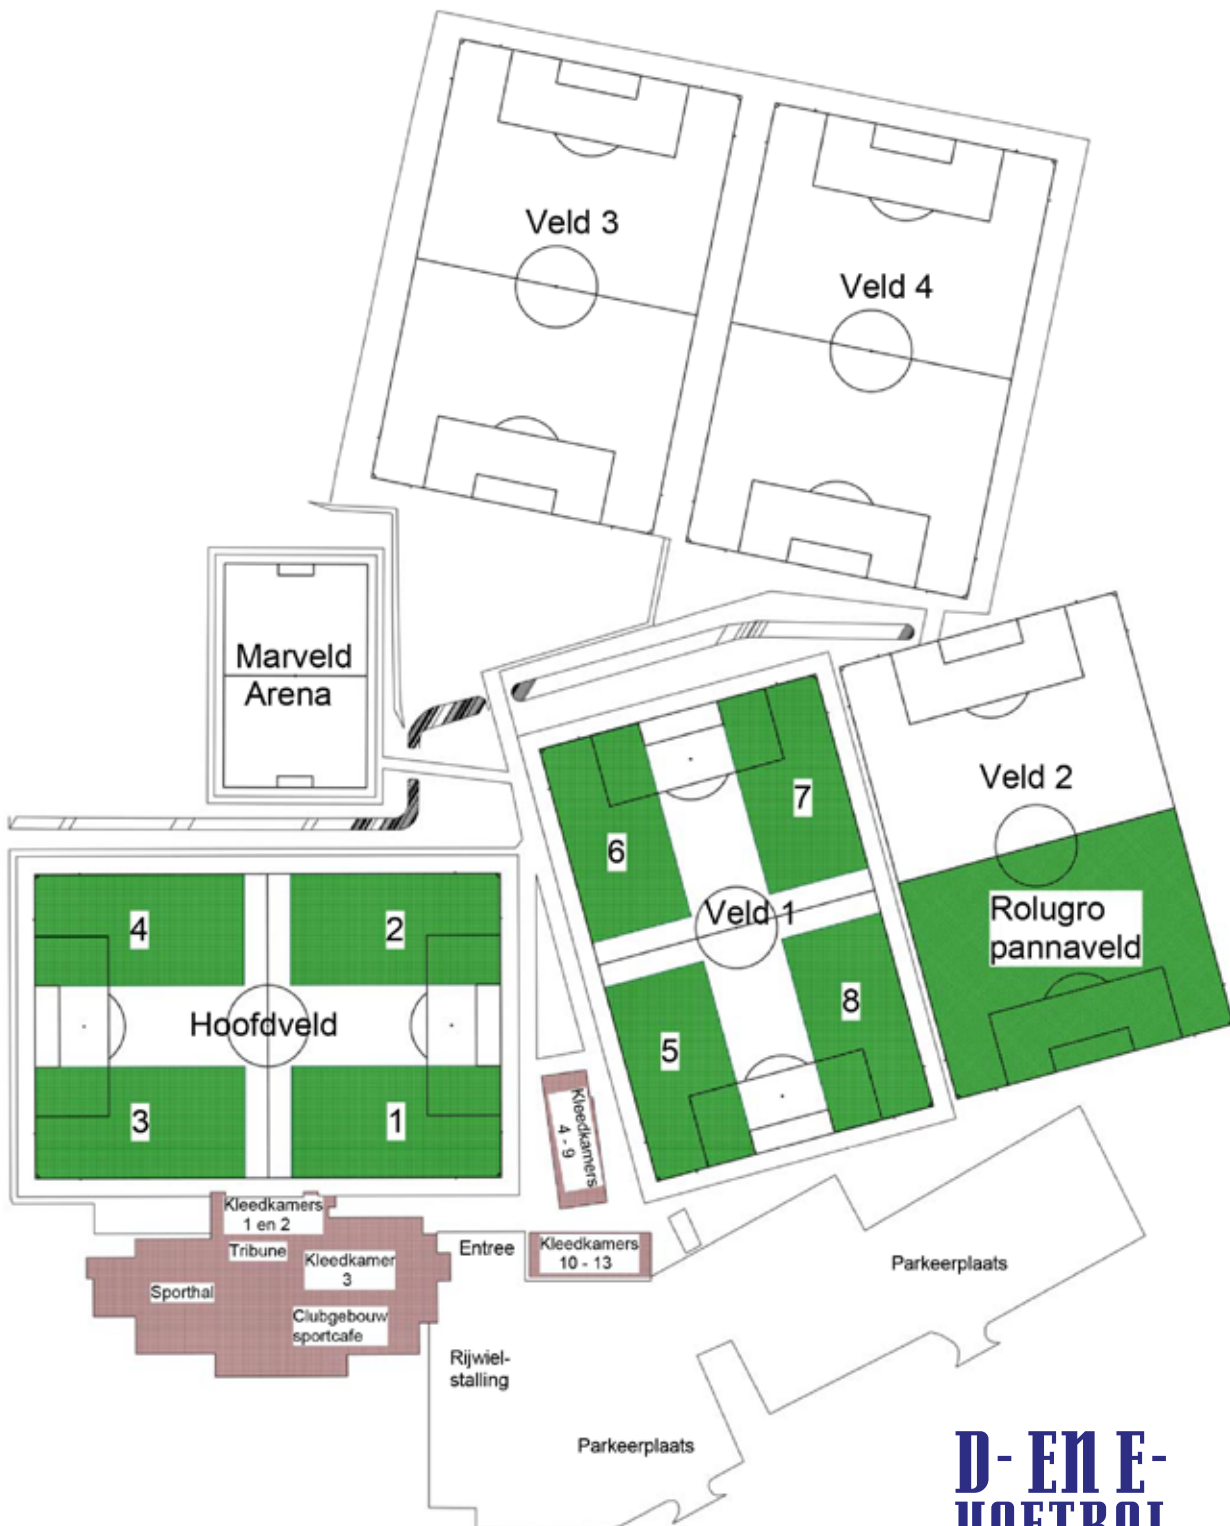 Veld 3
Veld 4
Marveld
Arena
Veld 2
7
6
Veld 1
Rolugro
pannaveld
4
2
8
Hoofdveld
5
3
1
Kleedkamers
4 - 9
Kleedkamers
1 en 2
Tribune
Kleedkamer
3
Entree
Kleedkamers
10 - 13
Sporthal
Clubgebouw
sportcafe
Parkeerplaats
Rijwiel-
stalling
Parkeerplaats
D- EN E-